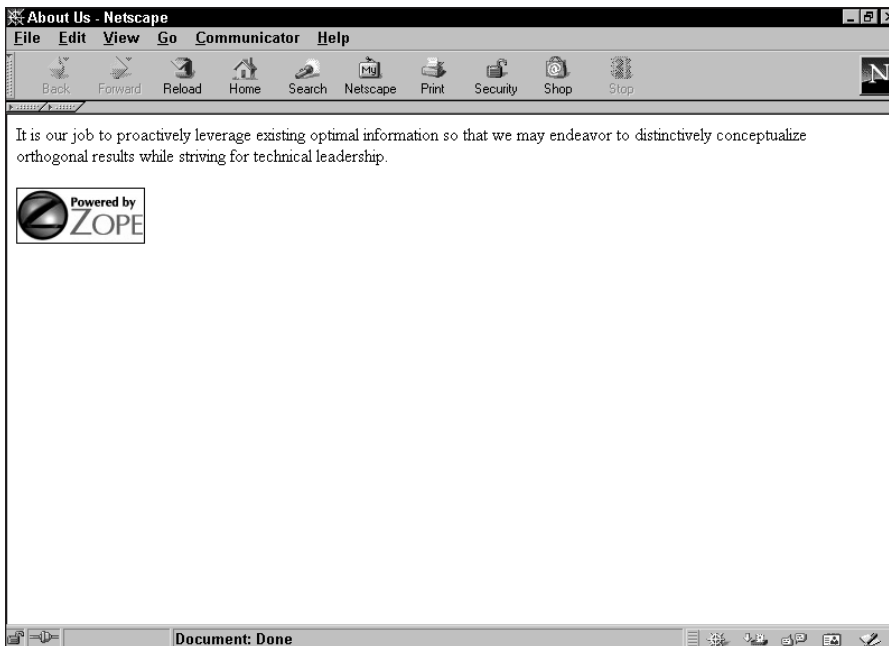 About Us - Netscape
File Edit View Go Communicator Help
My
N
Back Forward Reload Home Search Netscape Print Security Shop Stop
It is our job to proactively leverage existing optimal information so that we may endeavor to distinctively conceptualize
orthogonal results while striving for technical leadership.
Powered by
ZOPE
Document: Done